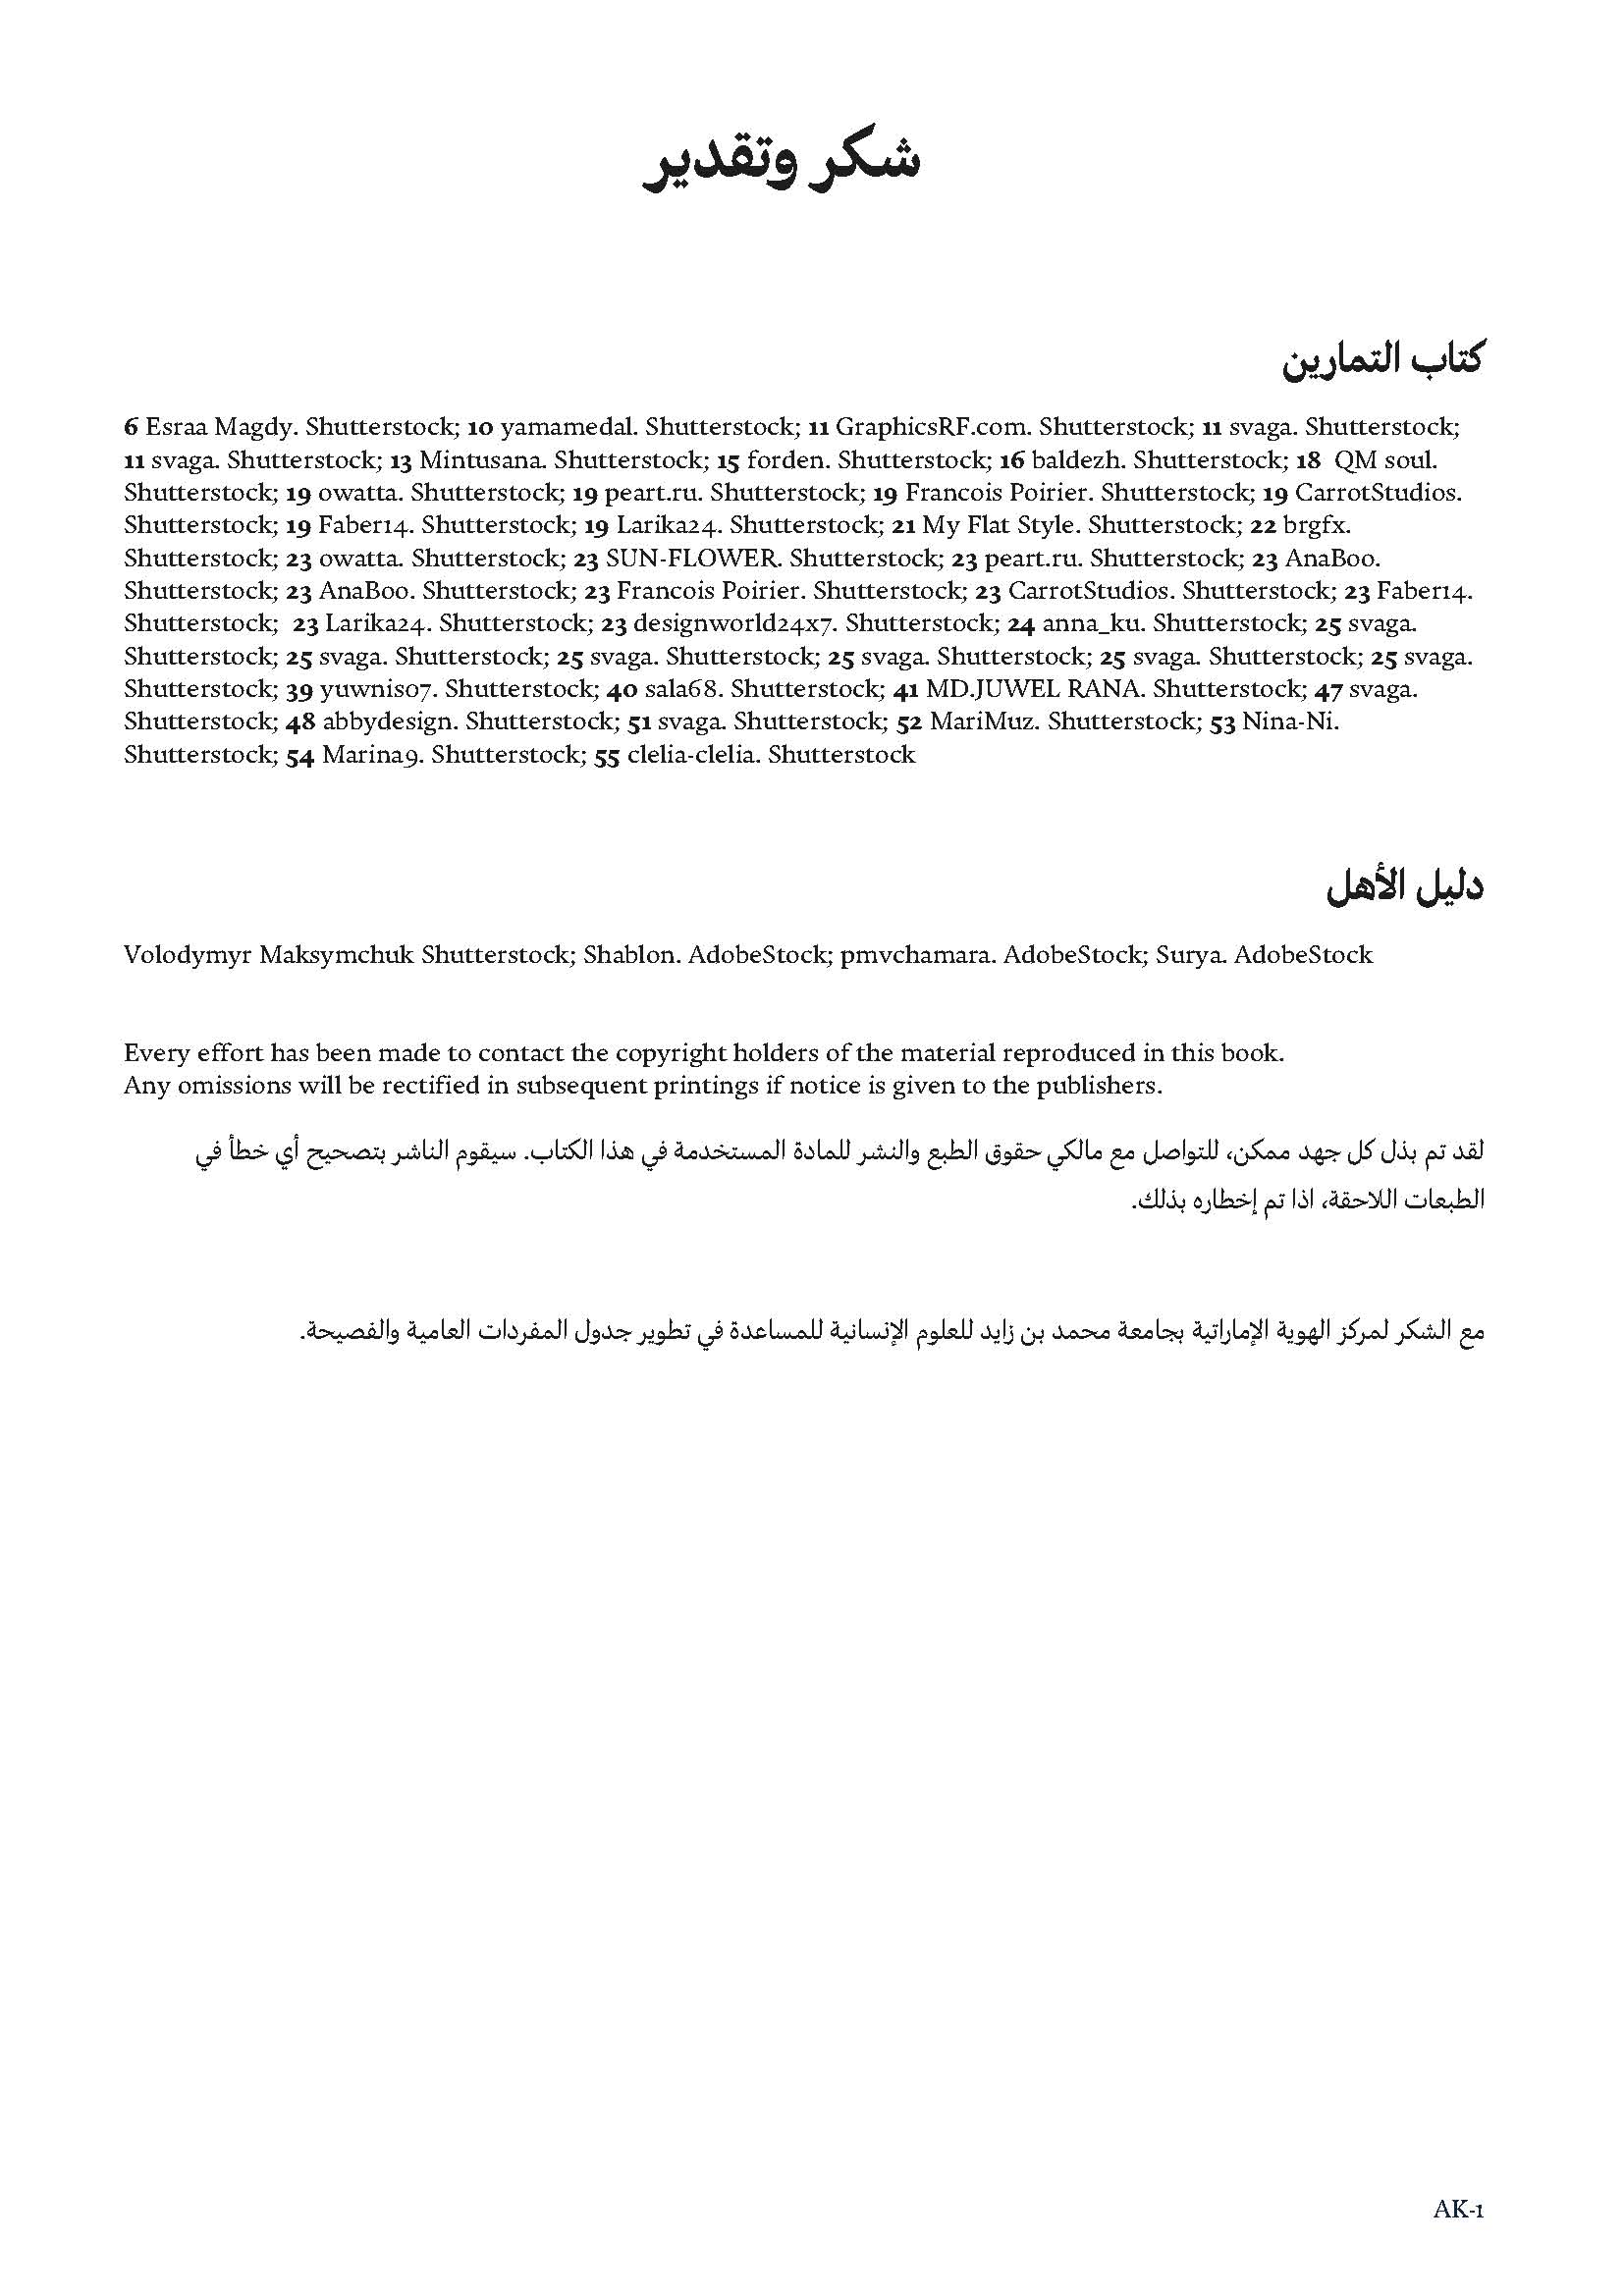 شكر وتقدير
كتاب التمارين
6 Esraa Magdy. Shutterstock; 10 yamamedal. Shutterstock; 11 GraphicsRF.com. Shutterstock; 11 svaga. Shutterstock;
11 svaga. Shutterstock; 13 Mintusana. Shutterstock; 15 forden. Shutterstock; 16 baldezh. Shutterstock; 18  QM soul.
Shutterstock; 19 owatta. Shutterstock; 19 peart.ru. Shutterstock; 19 Francois Poirier. Shutterstock; 19 CarrotStudios.
Shutterstock; 19 Faber14. Shutterstock; 19 Larika24. Shutterstock; 21 My Flat Style. Shutterstock; 22 brgfx.
Shutterstock; 23 owatta. Shutterstock; 23 SUN-FLOWER. Shutterstock; 23 peart.ru. Shutterstock; 23 AnaBoo.
Shutterstock; 23 AnaBoo. Shutterstock; 23 Francois Poirier. Shutterstock; 23 CarrotStudios. Shutterstock; 23 Faber14.
Shutterstock;  23 Larika24. Shutterstock; 23 designworld24x7. Shutterstock; 24 anna_ku. Shutterstock; 25 svaga.
Shutterstock; 25 svaga. Shutterstock; 25 svaga. Shutterstock; 25 svaga. Shutterstock; 25 svaga. Shutterstock; 25 svaga.
Shutterstock; 39 yuwnis07. Shutterstock; 40 sala68. Shutterstock; 41 MD.JUWEL RANA. Shutterstock; 47 svaga.
Shutterstock; 48 abbydesign. Shutterstock; 51 svaga. Shutterstock; 52 MariMuz. Shutterstock; 53 Nina-Ni.
Shutterstock; 54 Marina9. Shutterstock; 55 clelia-clelia. Shutterstock
دليل الأهل
Volodymyr Maksymchuk Shutterstock; Shablon. AdobeStock; pmvchamara. AdobeStock; Surya. AdobeStock
Every effort has been made to contact the copyright holders of the material reproduced in this book.
Any omissions will be rectified in subsequent printings if notice is given to the publishers.
لقد تم بذل كل جهد ممكن، للتواصل مع مالكي حقوق الطبع والنشر للمادة المستخدمة في هذا الكتاب. سيقوم الناشر بتصحيح أي خطأ في
الطبعات اللاحقة، اذا تم إخطاره بذلك.
مع الشكر لمركز الهوية الإماراتية بجامعة محمد بن زايد للعلوم الإنسانية للمساعدة في تطوير جدول المفردات العامية والفصيحة.
AK-1